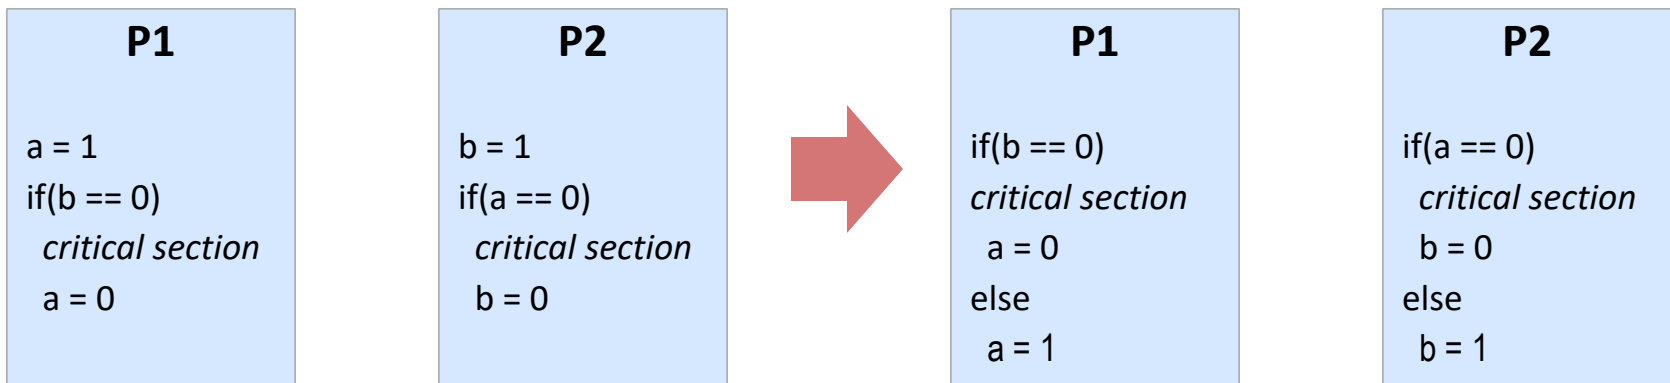 P1
a = 1
if(b == 0)
critical section
a = 0
P2
b = 1
if(a == 0)
critical section
b = 0
P1
if(b == 0)
critical section
a = 0
else
a = 1
P2
if(a == 0)
critical section
b = 0
else
b = 1